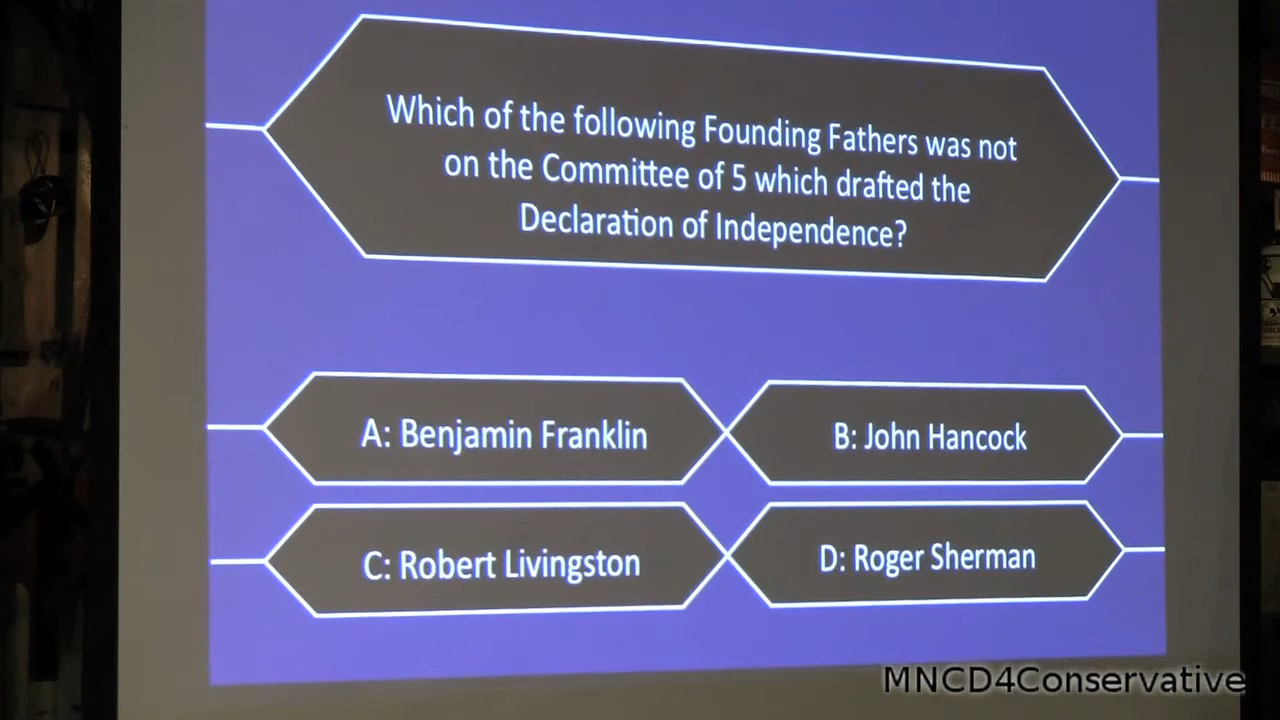 Which of the following Founding Fathers was not
on the Committee of 5 which drafted the
Declaration of Independence?
A: Benjamin Franklin
B: John Hancock
C: Robert Livingston
D: Roger Sherman
MNCD4Conservative